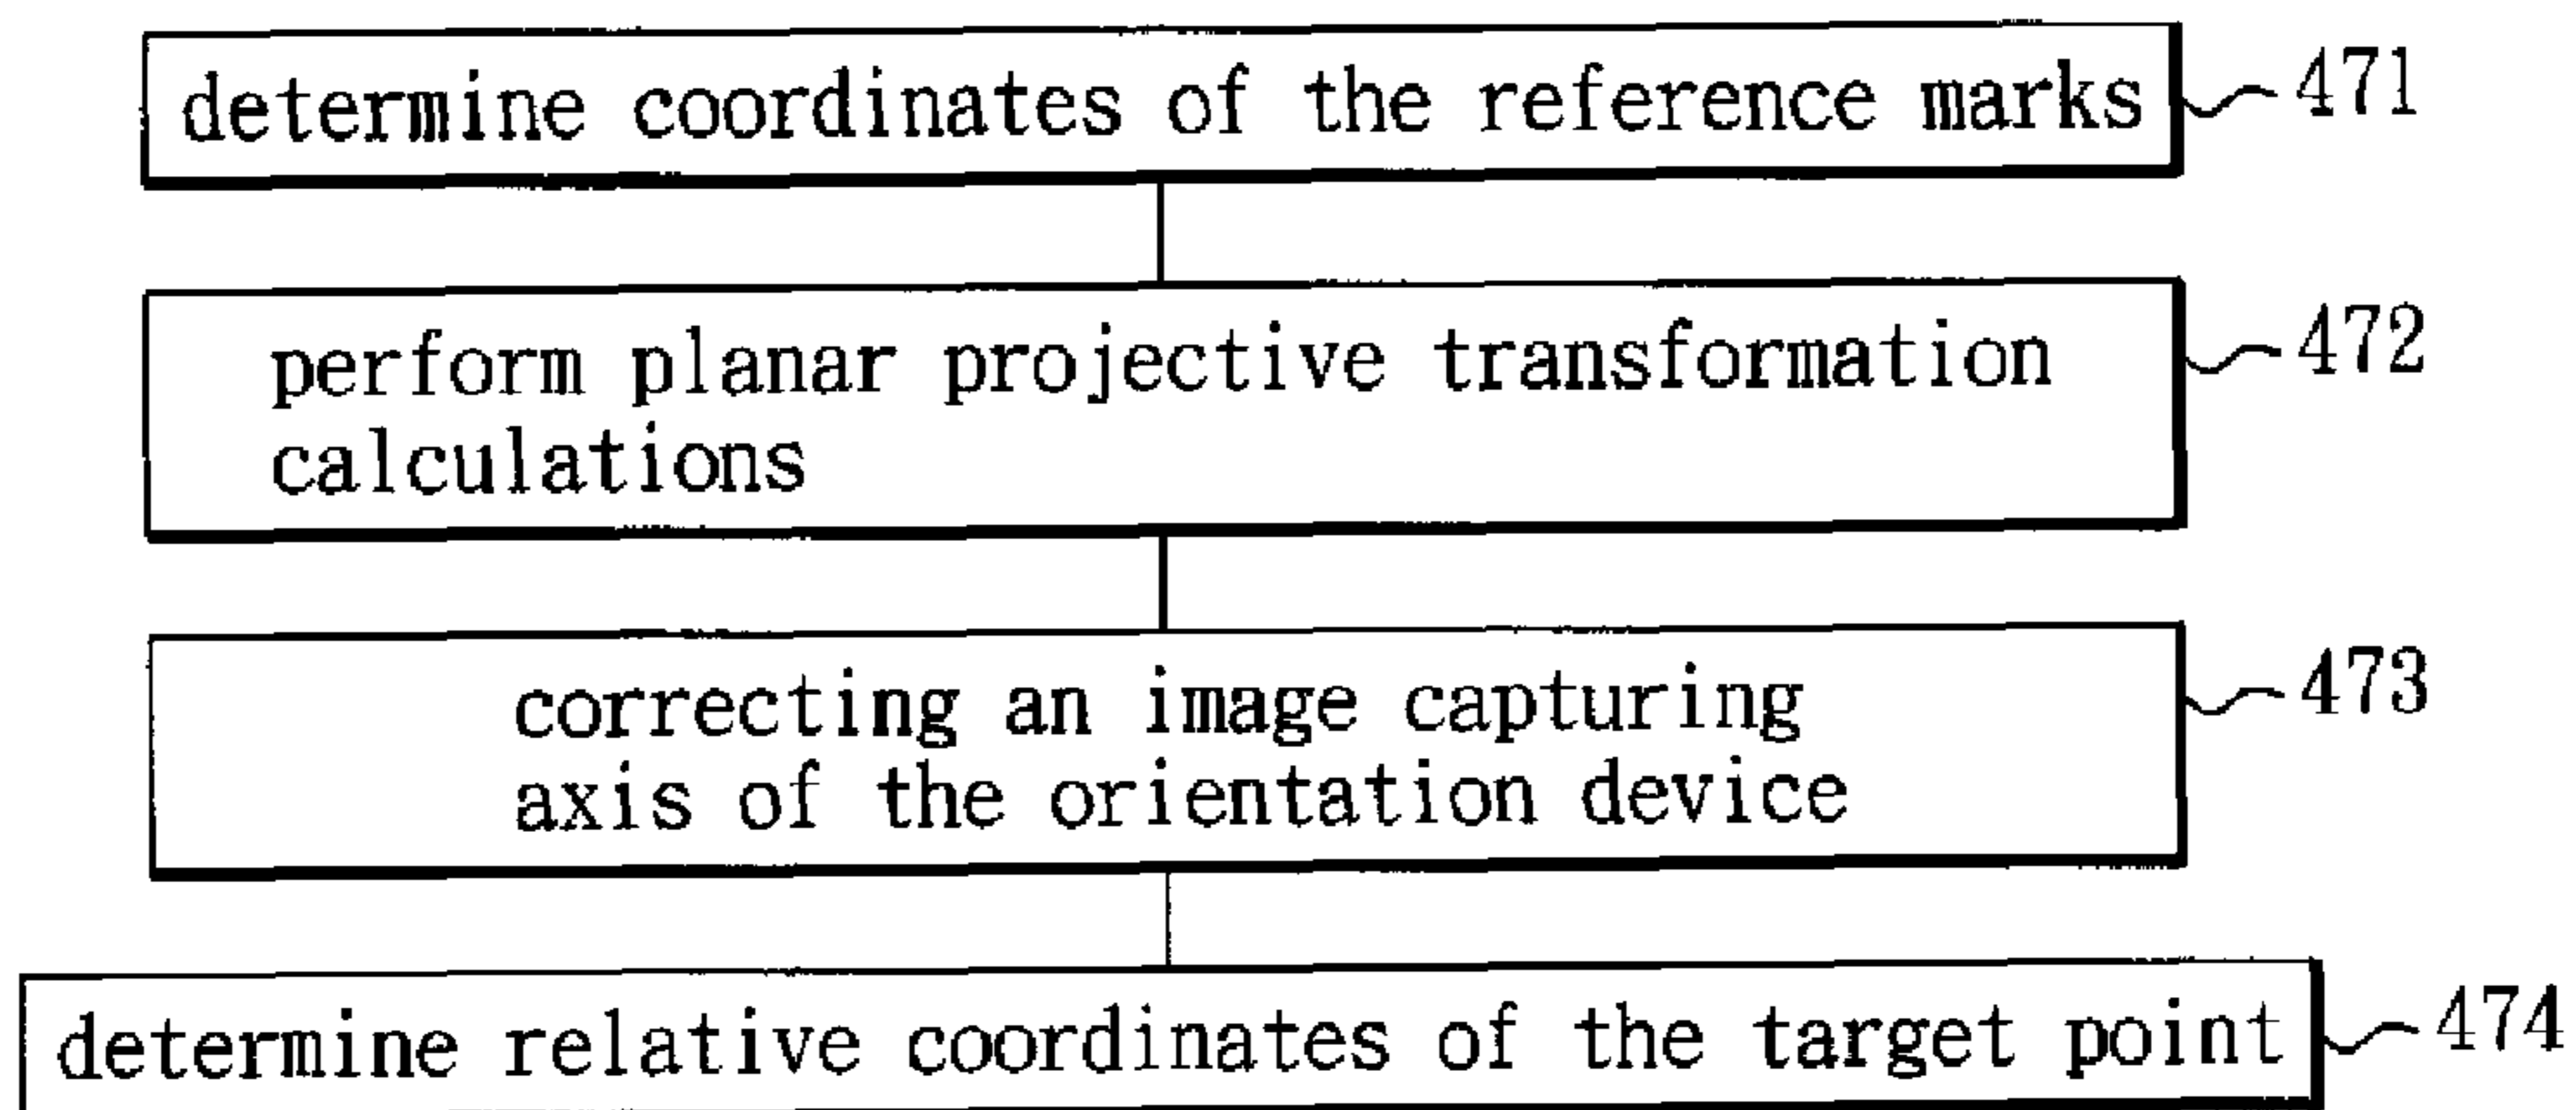 determine coordinates of the reference marks 471
perform planar projective transformation 472
calculations
correcting an image capturing 473
axis of the orientation device
determine relative coordinates of the target point 474